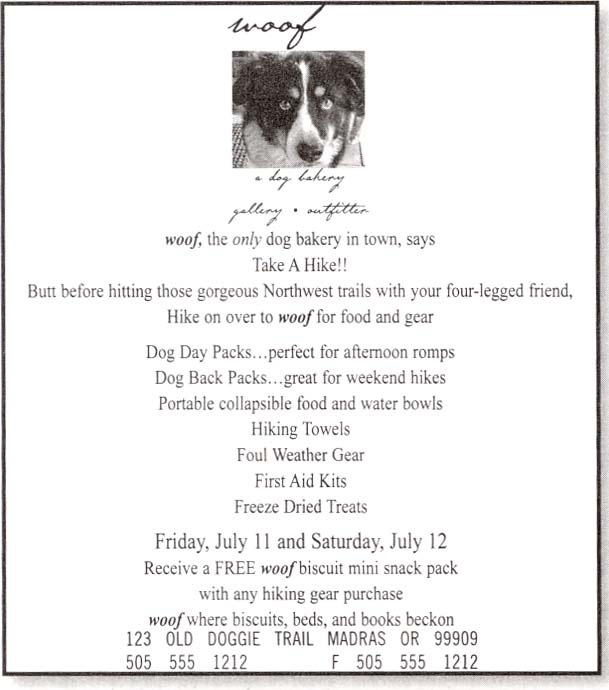 woof
a dog bakery
gallery • outfitter
woof, the only dog bakery in town, says
Take A Hike!!
Butt before hitting those gorgeous Northwest trails with your four-legged friend,
Hike on over to woof for food and gear
Dog Day Packs…perfect for afternoon romps
Dog Back Packs…great for weekend hikes
Portable collapsible food and water bowls
Hiking Towels
Foul Weather Gear
First Aid Kits
Freeze Dried Treats
Friday, July 11 and Saturday, July 12
Receive a FREE woof biscuit mini snack pack
with any hiking gear purchase
woof where biscuits, beds, and books beckon
123 OLD DOGGIE TRAIL MADRAS OR 99909
505 555 1212 F 505 555 1212